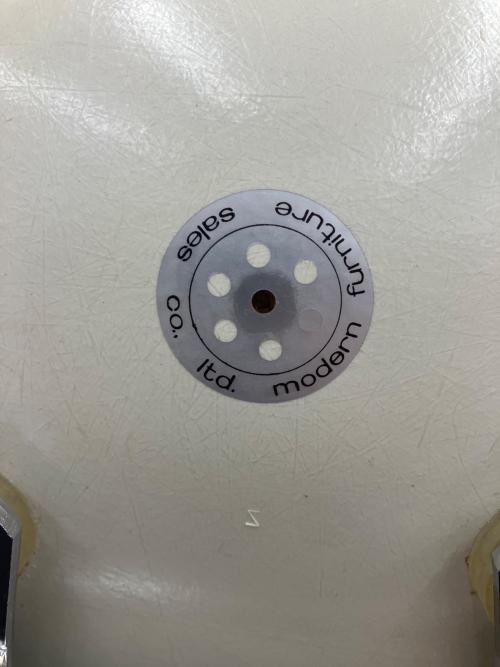 modern furniture sales co., ltd.